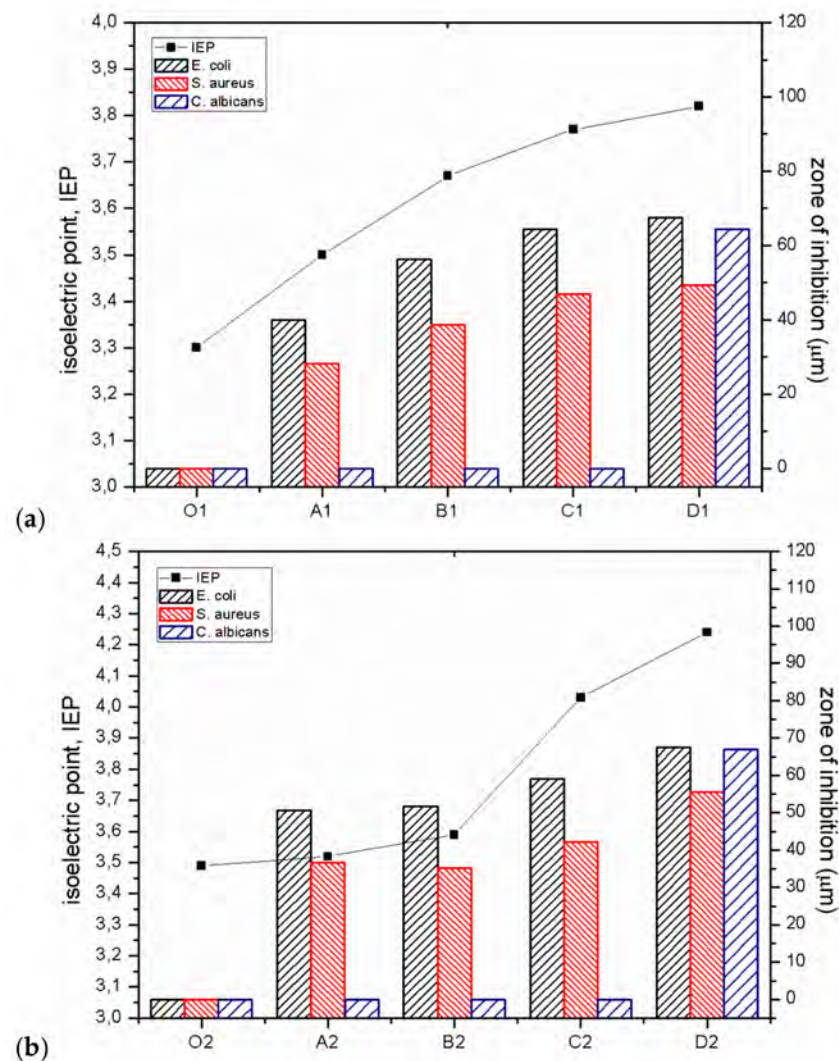 4,0
3,9
3,8
3,7
3,6
3,5
3,4
3,3
3,2
3,1
3,0
isoelectric point, IEP
IEP
E. coli
S. aureus
C. albicans
120
100
80
60
40
20
0
zone of inhibition (μm)
O1 A1 B1 C1 D1
(a)
4,5
4,4
4,3
4,2
4,1
4,0
3,9
3,8
3,7
3,6
3,5
3,4
3,3
3,2
3,1
3,0
isoelectric point, IEP
IEP
E. coli
S. aureus
C. albicans
120
110
100
90
80
70
60
50
40
30
20
10
0
zone of inhibition (μm)
O2 A2 B2 C2 D2
(b)